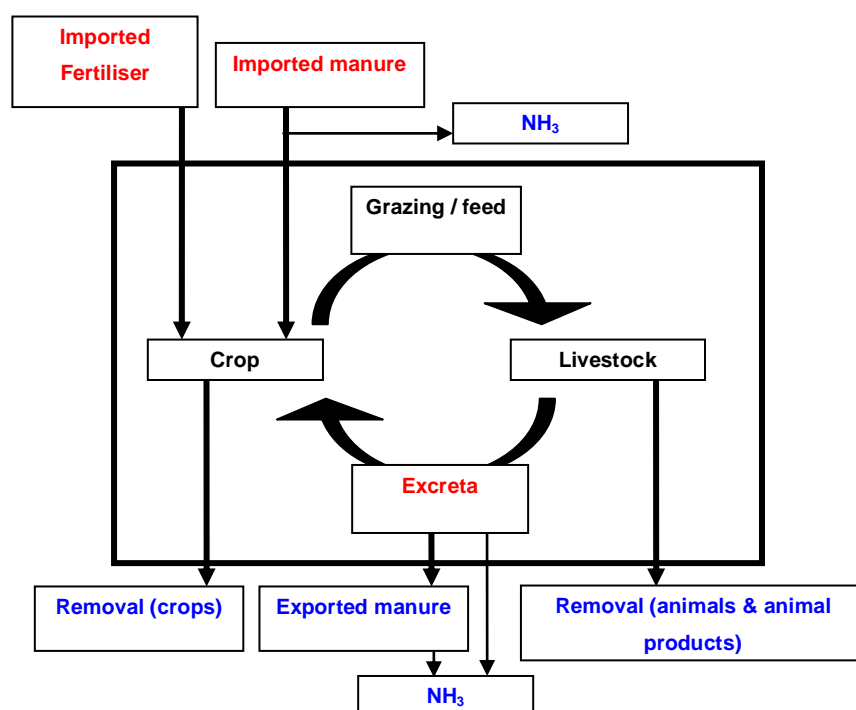 Imported
Fertiliser
Imported manure
NH₃
Grazing / feed
Crop
Livestock
Excreta
Removal (crops)
Exported manure
Removal (animals & animal
products)
NH₃